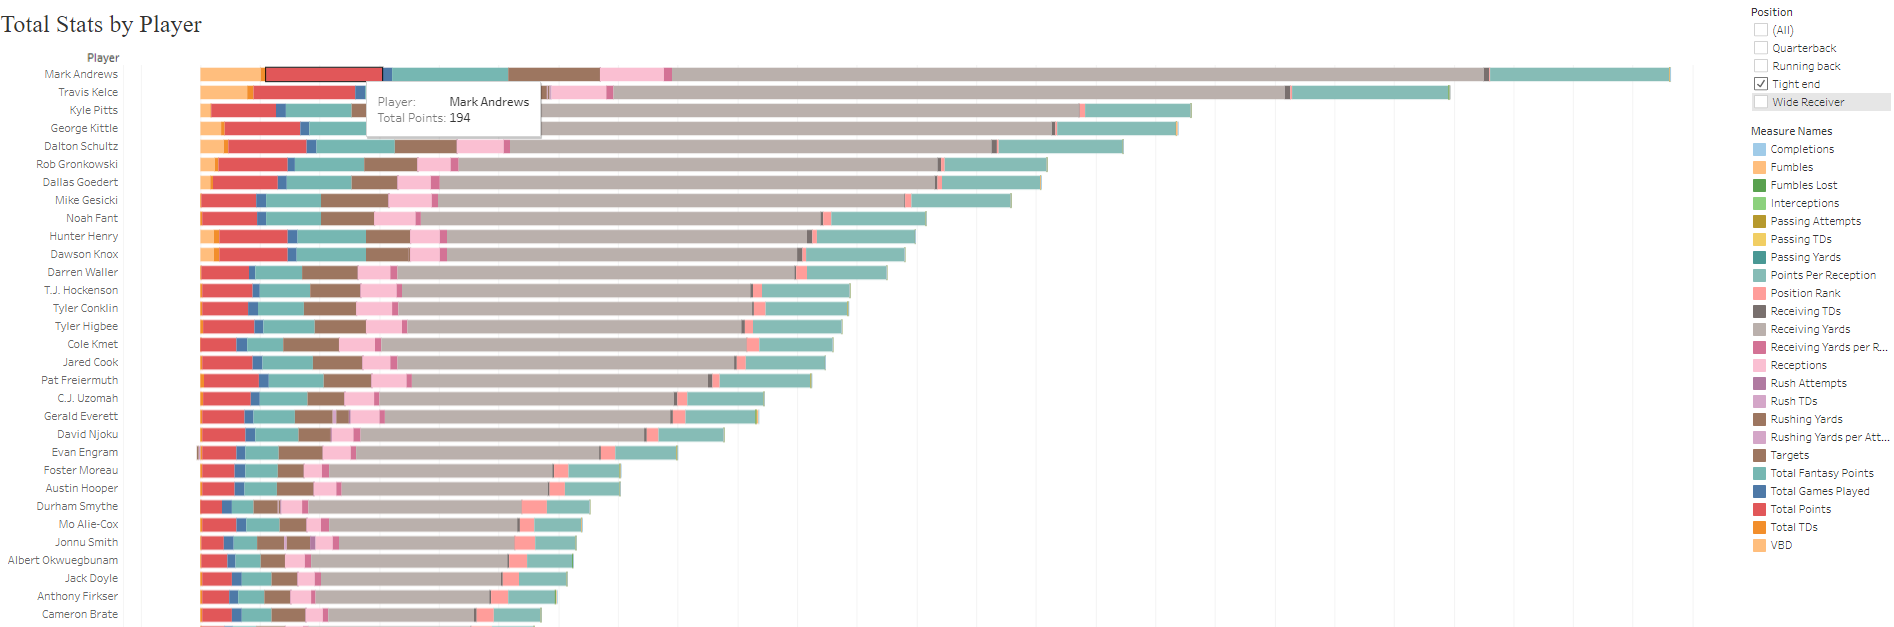 Total Stats by Player
Player
Mark Andrews
Travis Kelce
Kyle Pitts
George Kittle
Dalton Schultz
Rob Gronkowski
Dallas Goedert
Mike Gesicki
Noah Fant
Hunter Henry
Dawson Knox
Darren Waller
T.J. Hockenson
Tyler Conklin
Tyler Higbee
Cole Kmet
Jared Cook
Pat Freiermuth
C.J. Uzomah
Gerald Everett
David Njoku
Evan Engram
Foster Moreau
Austin Hooper
Durham Smythe
Mo Alie-Cox
Jonnu Smith
Albert Okwuegbunam
Jack Doyle
Anthony Firkser
Cameron Brate
Player: Mark Andrews
Total Points: 194
Position
(All)
Quarterback
Running back
Tight end
Wide Receiver
Measure Names
Completions
Fumbles
Fumbles Lost
Interceptions
Passing Attempts
Passing TDs
Passing Yards
Points Per Reception
Position Rank
Receiving TDs
Receiving Yards
Receiving Yards per R...
Receptions
Rush Attempts
Rush TDs
Rushing Yards
Rushing Yards per Att...
Targets
Total Fantasy Points
Total Games Played
Total Points
Total TDs
VBD